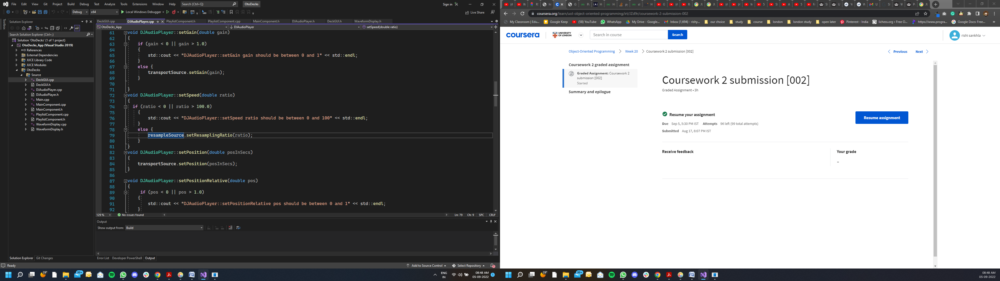 File Edit View Git Project Build Debug Test Analyze Tools Extensions Window Help Search (Ctrl+Q) OtoDecks Sign in
Debug x64 Local Windows Debugger Live Share
Toolbox
Solution Explorer
Search Solution Explorer (Ctrl+;)
Solution 'OtoDecks' (1 of 1 project)
OtoDecks_App (Visual Studio 2019)
References
External Dependencies
JUCE Library Code
JUCE Modules
OtoDecks
Source
DeckGUI.cpp
DeckGUI.h
DJAudioPlayer.cpp
DJAudioPlayer.h
Main.cpp
MainComponent.cpp
MainComponent.h
PlaylistComponent.cpp
PlaylistComponent.h
WaveformDisplay.cpp
WaveformDisplay.h
Solution Explorer Git Changes
DeckGUI.cpp DJAudioPlayer.cpp PlaylistComponent.h PlaylistComponent.cpp MainComponent.h DJAudioPlayer.h DeckGUI.h WaveformDisplay.h
OtoDecks_App DJAudioPlayer setSpeed(double ratio)
61 void DJAudioPlayer::setGain(double gain)
62 {
63 if (gain < 0 || gain > 1.0)
64 {
65 std::cout << "DJAudioPlayer::setGain gain should be between 0 and 1" << std::endl;
66 }
67 else {
68 transportSource.setGain(gain);
69 }
70
71 }
72 void DJAudioPlayer::setSpeed(double ratio)
73 {
74 if (ratio < 0 || ratio > 100.0)
75 {
76 std::cout << "DJAudioPlayer::setSpeed ratio should be between 0 and 100" << std::endl;
77 }
78 else {
79 resampleSource.setResamplingRatio(ratio);
80 }
81 }
82 void DJAudioPlayer::setPosition(double posInSecs)
83 {
84 transportSource.setPosition(posInSecs);
85 }
86
87 void DJAudioPlayer::setPositionRelative(double pos)
88 {
89 if (pos < 0 || pos > 1.0)
90 {
91 std::cout << "DJAudioPlayer::setPositionRelative pos should be between 0 and 1" << std::endl;
92 }
129 % No issues found Ln: 79 Ch: 9 SPC CRLF
Output
Show output from: Build
Error List Developer PowerShell Output
Ready Add to Source Control Select Repository 1
29° 99+ ENG IN 08:48 AM 05-09-2022 1
coursera.org/learn/uol-object-oriented-programming/irt/JZd9r/coursework-2-submission-002
My Classroom | Edu... Google Keep (58) YouTube WhatsApp My Drive - Google... Inbox (1,694) - rishy... our choice study course london london study open later Pinterest - India lichess.org • Free O... https://www.progra... Google Docs: Free... »
coursera UNIVERSITY OF LONDON Search in course Search rishi sankhla
Object-Oriented Programming > Week 20 > Coursework 2 submission [002] Previous Next
Coursework 2 graded assignment
Graded Assignment: Coursework 2
submission [002]
Started
Summary and epilogue
Coursework 2 submission [002]
Graded Assignment • 3h
Resume your assignment
Due Sep 5, 5:30 PM IST Attempts 96 left (99 total attempts)
Submitted Aug 17, 6:07 PM IST
Resume assignment
Receive feedback
Your grade
–
29° 99+ 08:48 AM 05-09-2022